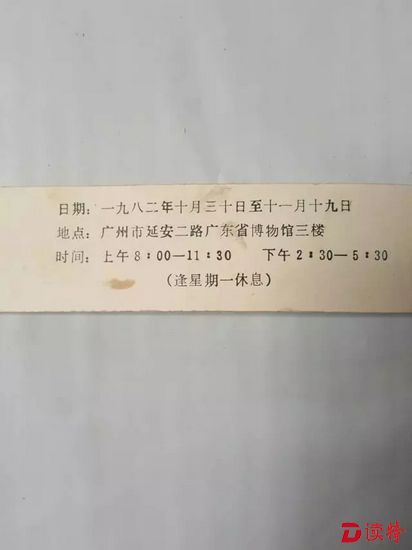 日期：一九八二年十月三十日至十一月十九日
地点：广州市延安二路广东省博物馆三楼
时间：上午8：00—11：30　下午2：30—5：30
（逢星期一休息）
读特